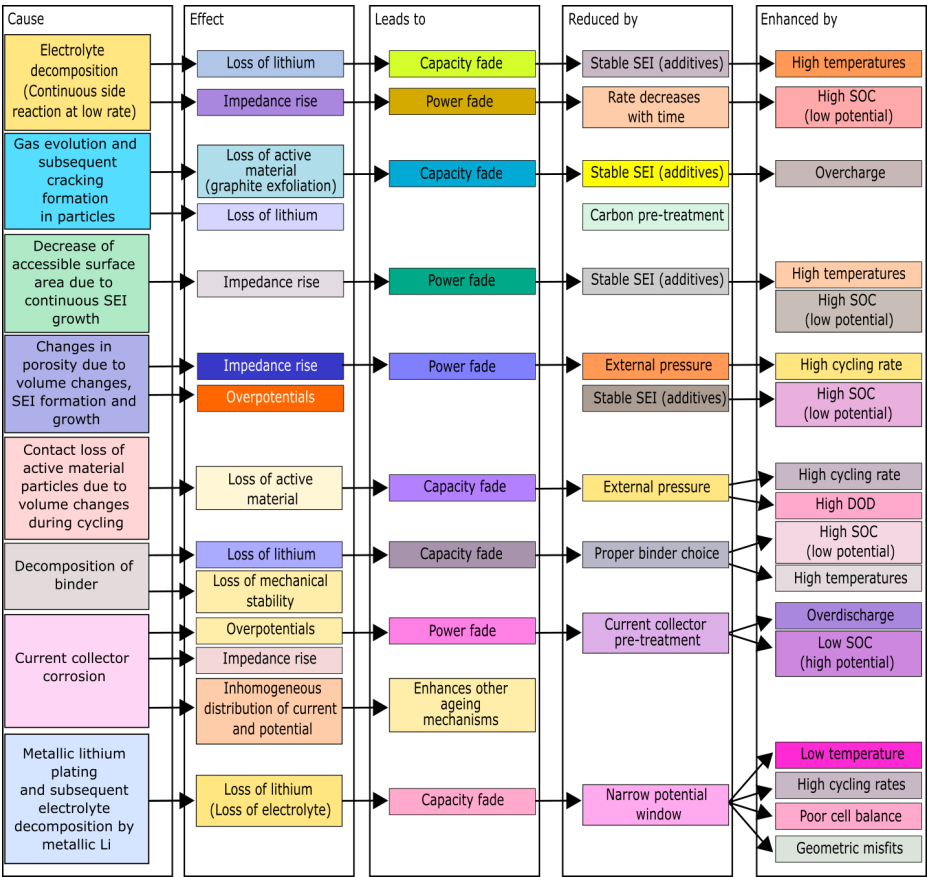 Cause
Effect
Leads to
Reduced by
Enhanced by
Electrolyte
decomposition
(Continuous side
reaction at low rate)
Loss of lithium
Capacity fade
Stable SEI (additives)
High temperatures
Impedance rise
Power fade
Rate decreases
with time
High SOC
(low potential)
Gas evolution and
subsequent
cracking
formation
in particles
Loss of active
material
(graphite exfoliation)
Capacity fade
Stable SEI (additives)
Overcharge
Loss of lithium
Carbon pre-treatment
Decrease of
accessible surface
area due to
continuous SEI
growth
Impedance rise
Power fade
Stable SEI (additives)
High temperatures
High SOC
(low potential)
Changes in
porosity due to
volume changes,
SEI formation and
growth
Impedance rise
Power fade
External pressure
High cycling rate
Overpotentials
Stable SEI (additives)
High SOC
(low potential)
Contact loss of
active material
particles due to
volume changes
during cycling
Loss of active
material
Capacity fade
External pressure
High cycling rate
High DOD
Decomposition of
binder
Loss of lithium
Capacity fade
Proper binder choice
High SOC
(low potential)
Loss of mechanical
stability
High temperatures
Current collector
corrosion
Overpotentials
Power fade
Current collector
pre-treatment
Overdischarge
Low SOC
(high potential)
Impedance rise
Inhomogeneous
distribution of current
and potential
Enhances other
ageing
mechanisms
Metallic lithium
plating
and subsequent
electrolyte
decomposition by
metallic Li
Loss of lithium
(Loss of electrolyte)
Capacity fade
Narrow potential
window
Low temperature
High cycling rates
Poor cell balance
Geometric misfits